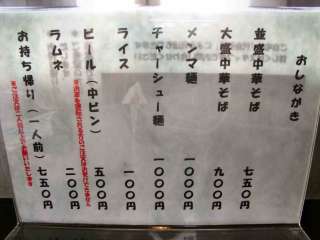 おしながき
並盛中華そば 七五〇円
大盛中華そば 九〇〇円
メンマ麺 一〇〇〇円
チャーシュー麺 一〇〇〇円
ライス 一〇〇円
ビール(中ビン) 五〇〇円
ラムネ 二〇〇円
お持ち帰り(一人前) 七五〇円